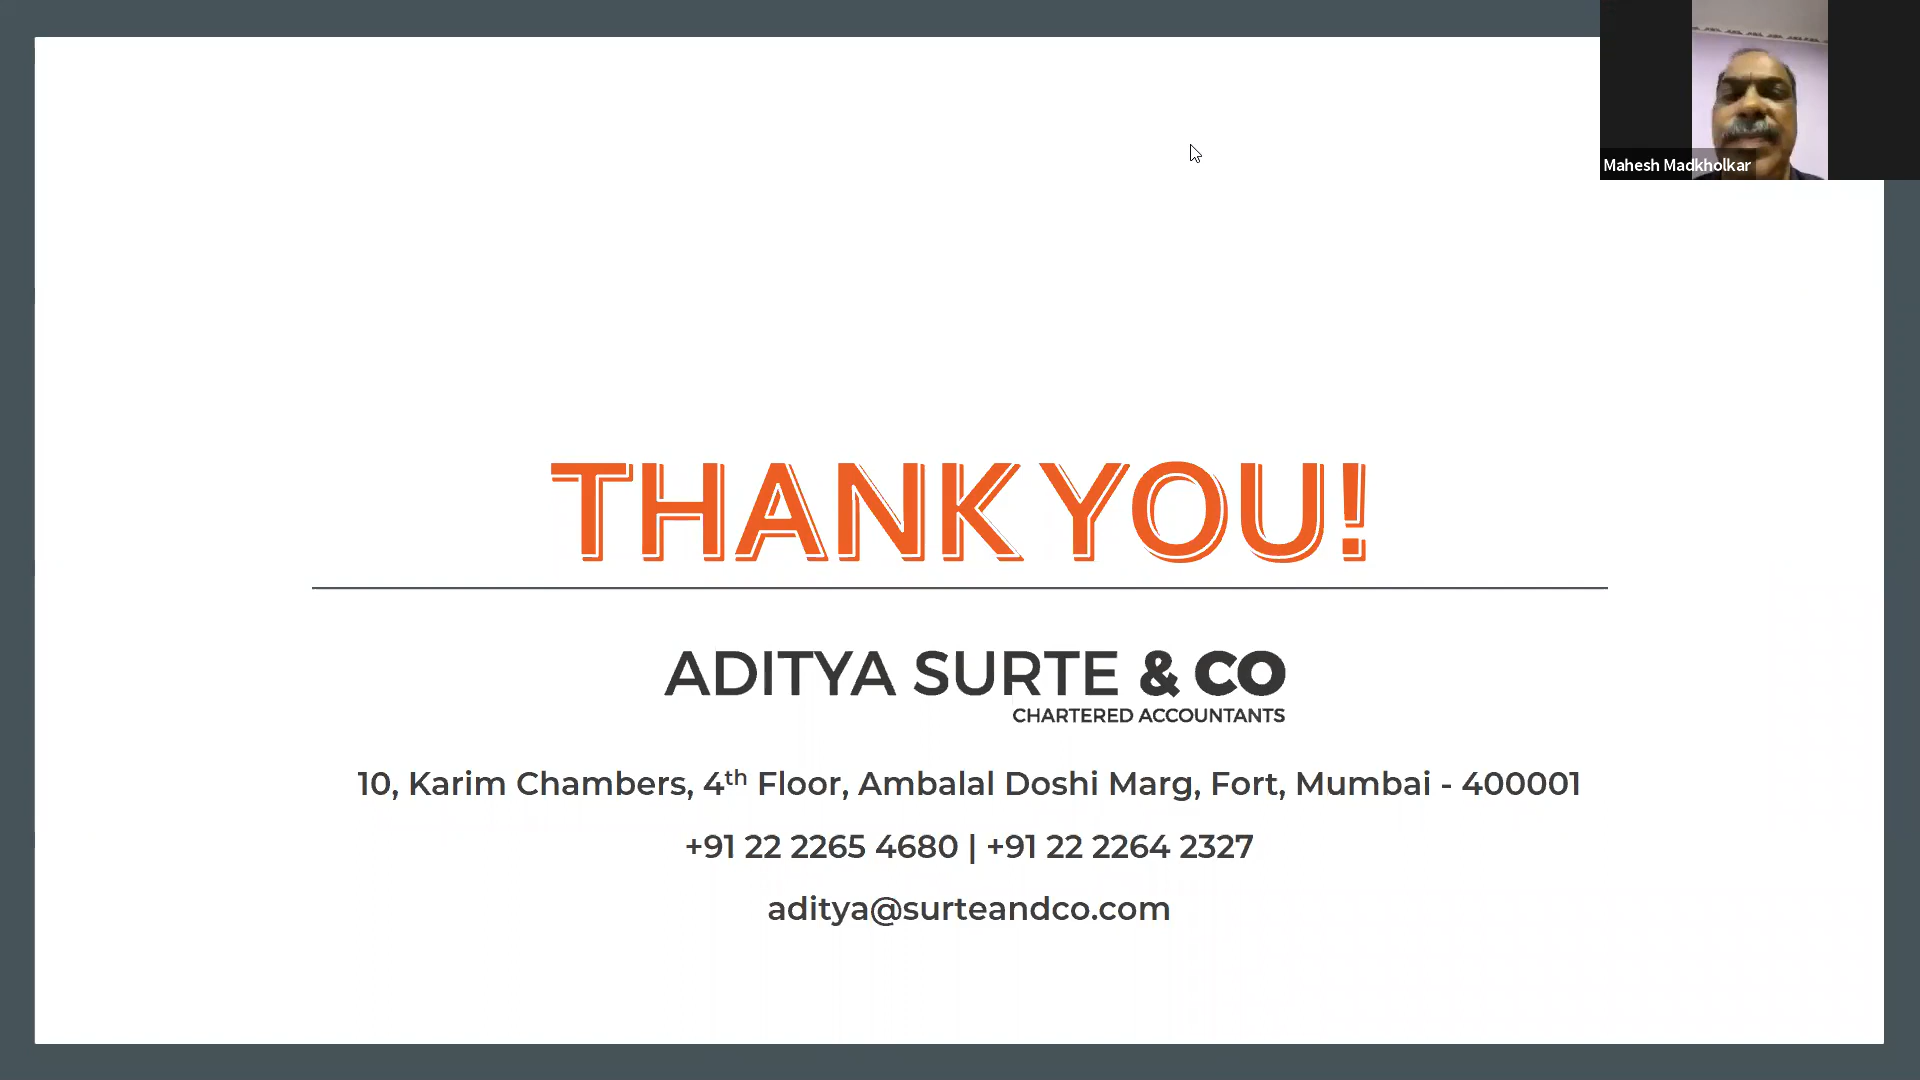 Mahesh Madkholkar
THANK YOU!
ADITYA SURTE & CO
CHARTERED ACCOUNTANTS
10, Karim Chambers, 4th Floor, Ambalal Doshi Marg, Fort, Mumbai - 400001
+91 22 2265 4680 | +91 22 2264 2327
aditya@surteandco.com